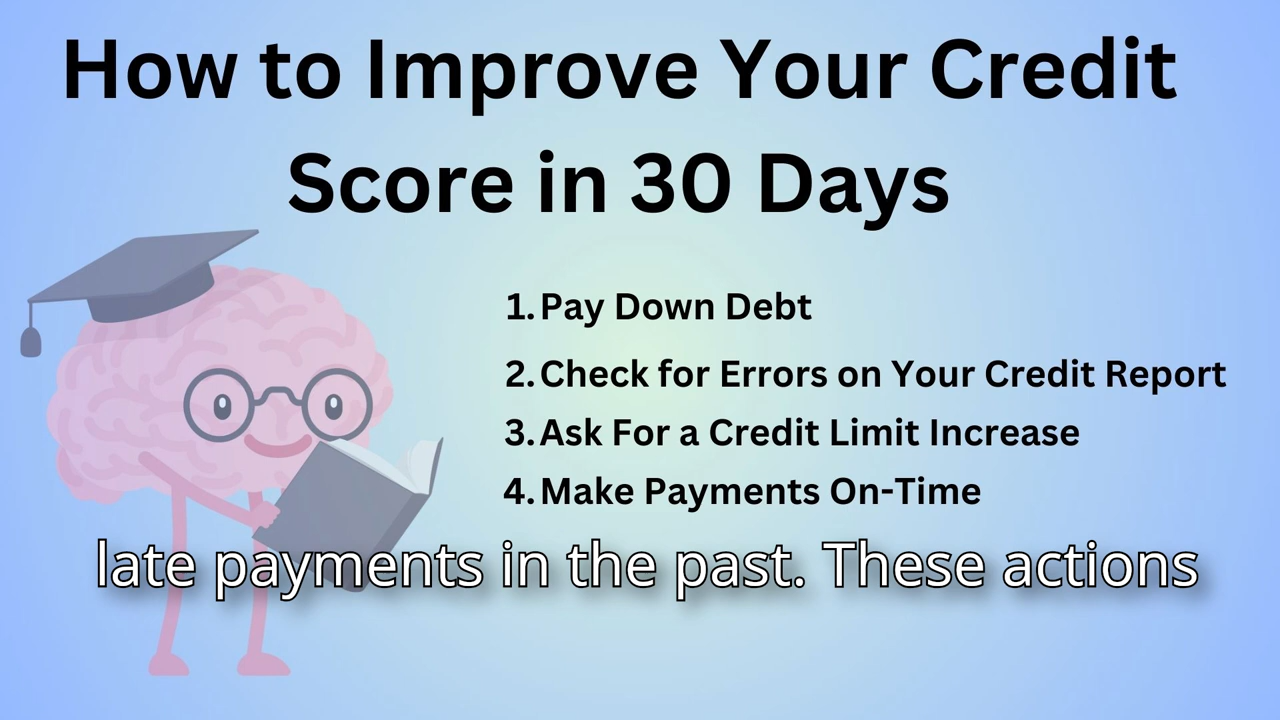 How to Improve Your Credit
Score in 30 Days
1. Pay Down Debt
2. Check for Errors on Your Credit Report
3. Ask For a Credit Limit Increase
4. Make Payments On-Time
late payments in the past. These actions